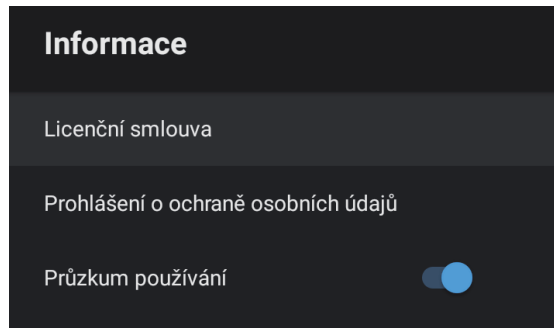 Informace
Licenční smlouva
Prohlášení o ochraně osobních údajů
Průzkum používání